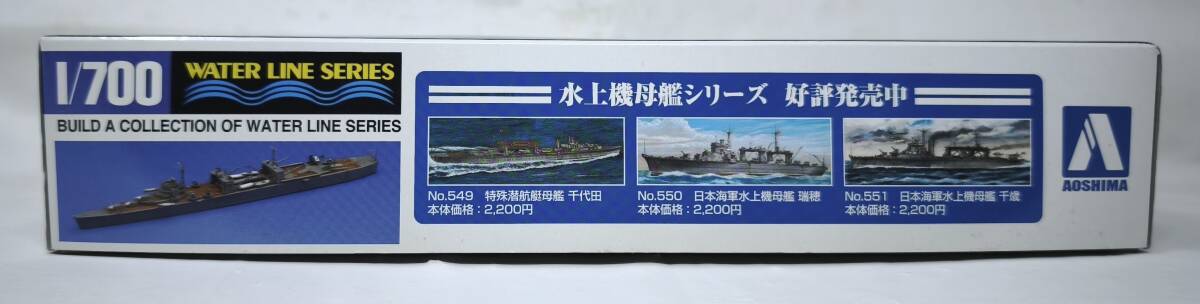 1/700
WATER LINE SERIES
BUILD A COLLECTION OF WATER LINE SERIES
水上機母艦シリーズ 好評発売中
No.549 特殊潜航艇母艦 千代田
本体価格：2,200円
No.550 日本海軍水上機母艦 瑞穂
本体価格：2,200円
No.551 日本海軍水上機母艦 千歳
本体価格：2,200円
AOSHIMA